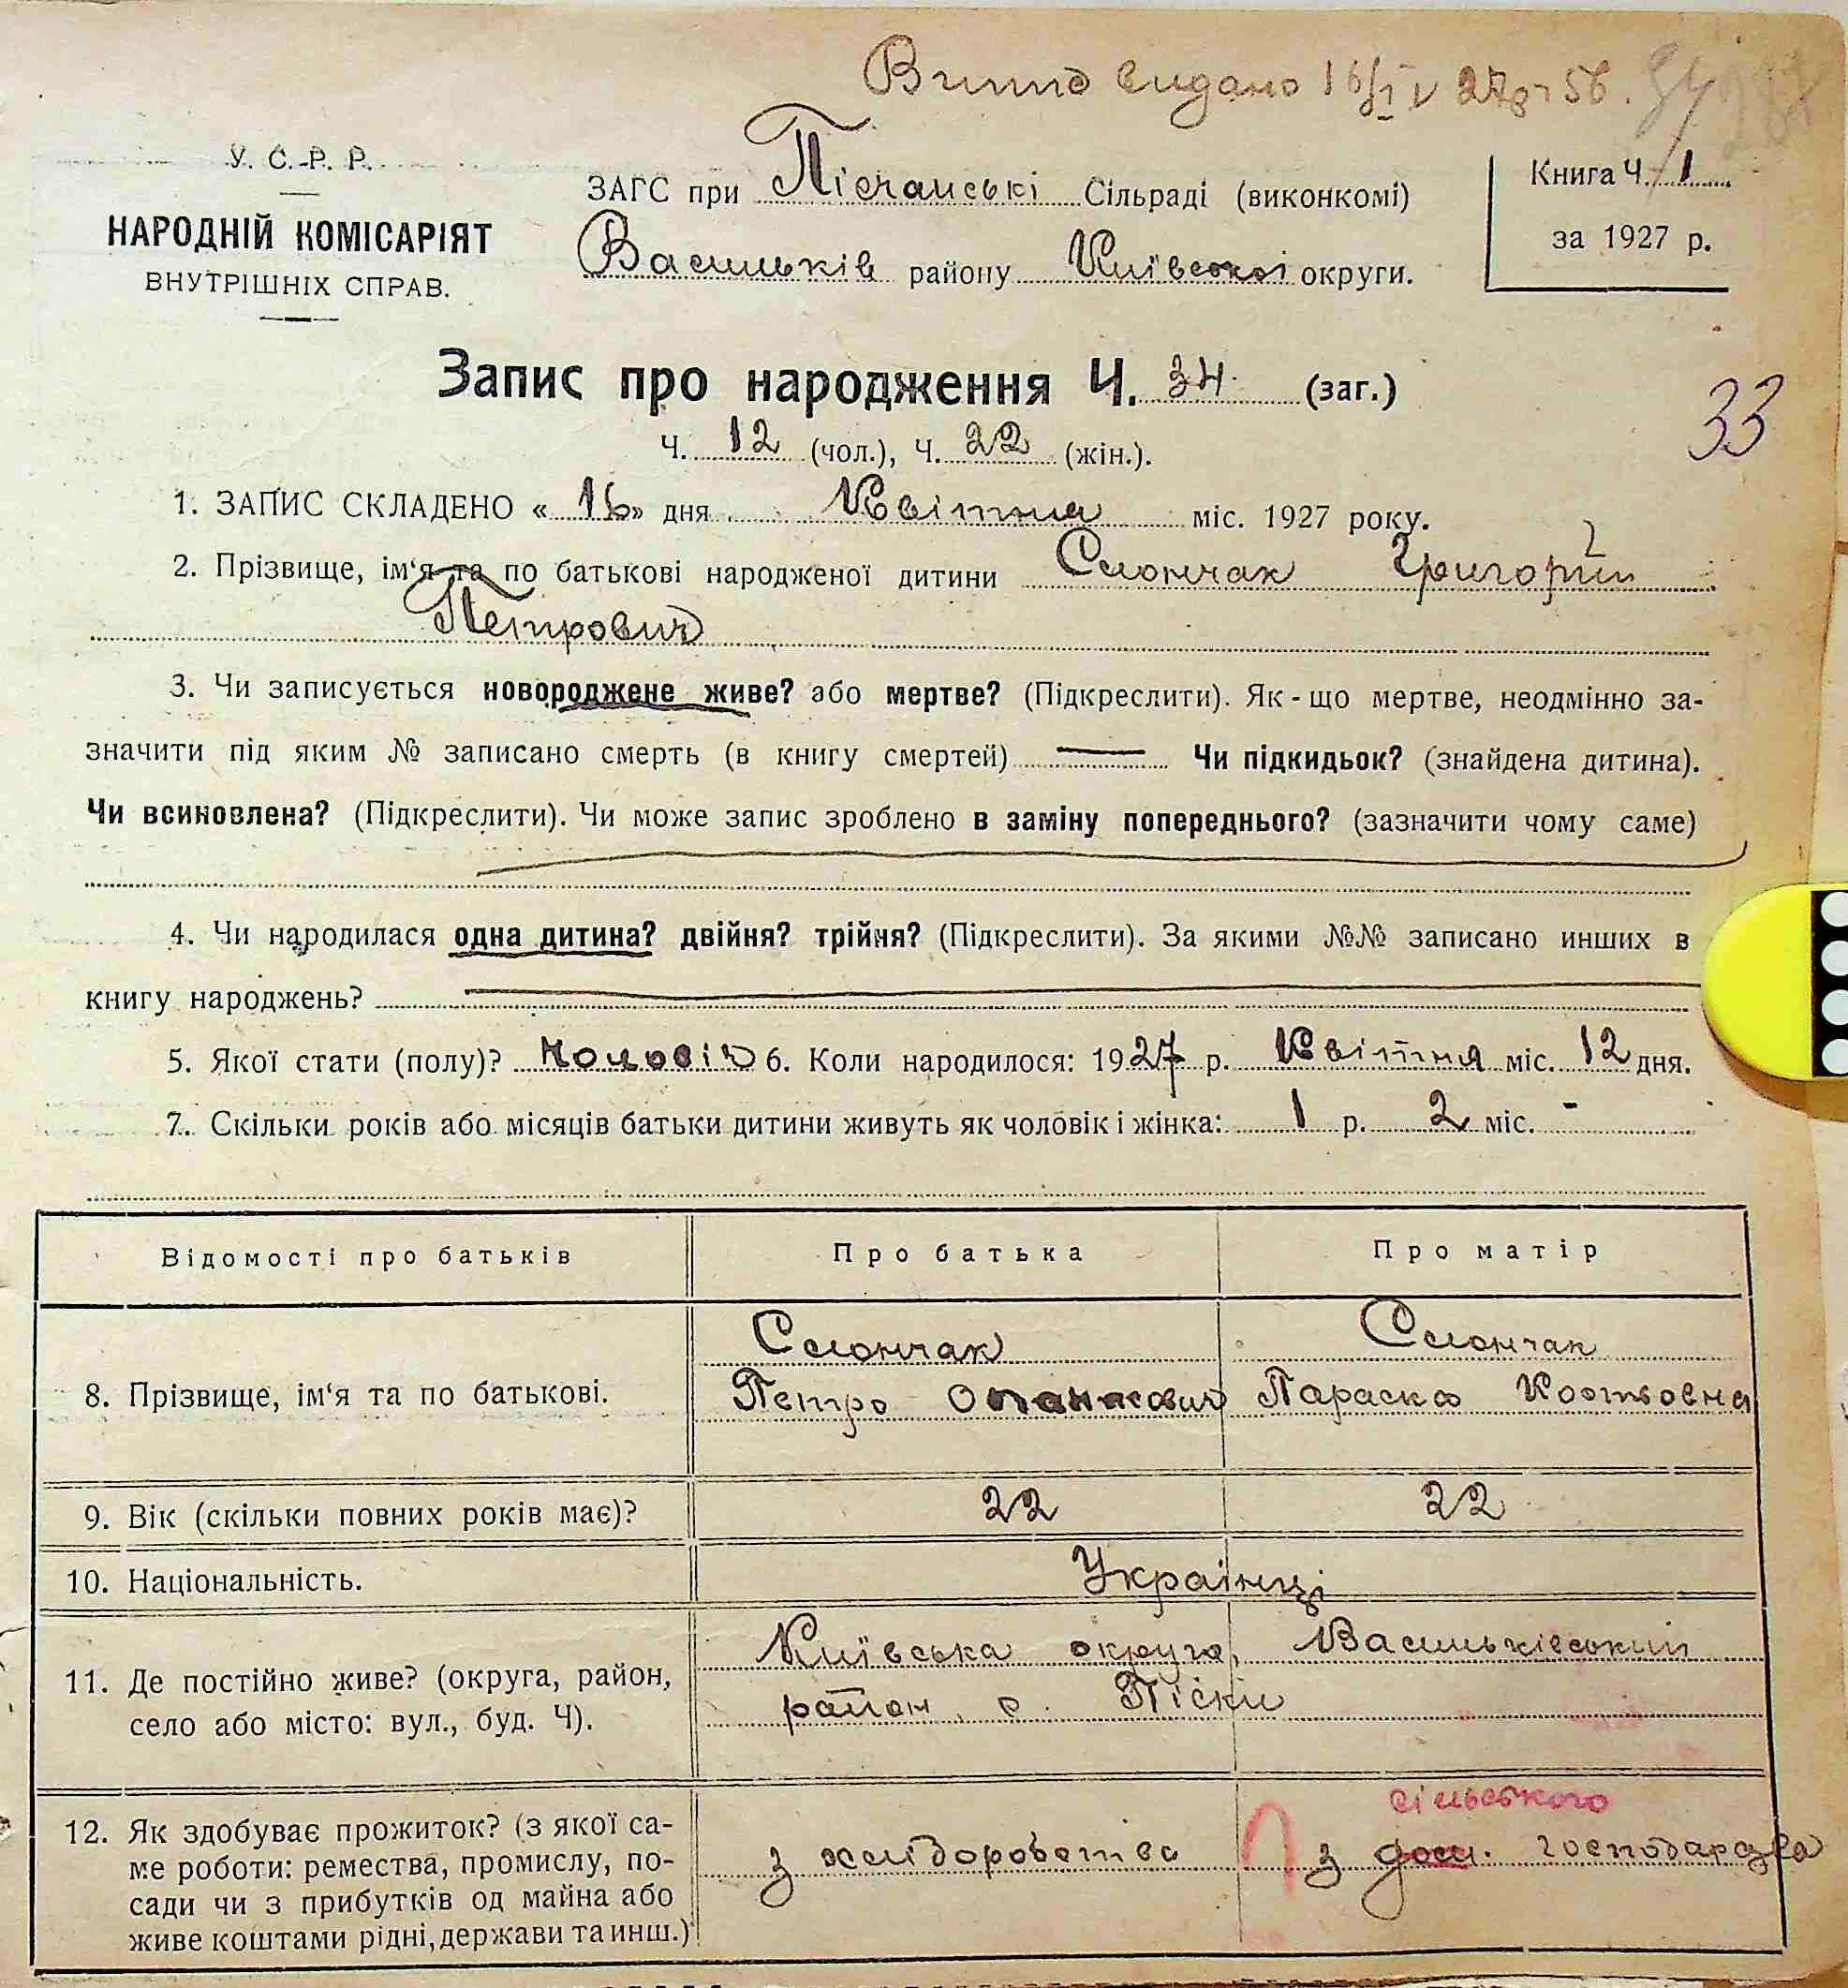 видано 16/IV 56.
У. С. Р. Р.
НАРОДНІЙ КОМІСАРІЯТ
ВНУТРІШНІХ СПРАВ.
ЗАГС при Пісчанські Сільраді (виконкомі)
Васильків району Київської округи.
Книга Ч. 1
за 1927 р.
Запис про народження Ч. 34 (заг.)
33
Ч. 12 (чол.), Ч. 22 (жін.).
1. ЗАПИС СКЛАДЕНО « 16» дня Квітня міс. 1927 року.
2. Прізвище, ім'я та по батькові народженої дитини Слончак Григорій
Петрович
3. Чи записується новороджене живе? або мертве? (Підкреслити). Як-що мертве, неодмінно за-
значити під яким № записано смерть (в книгу смертей) — Чи підкидьок? (знайдена дитина).
Чи всиновлена? (Підкреслити). Чи може запис зроблено в заміну попереднього? (зазначити чому саме)
4. Чи народилася одна дитина? двійня? трійня? (Підкреслити). За якими №№ записано инших в
книгу народжень?
5. Якої стати (полу)? Чоловіч 6. Коли народилося: 1927 р. Квітня міс. 12 дня.
7. Скільки років або місяців батьки дитини живуть як чоловік і жінка: 1 р. 2 міс. -
Відомості про батьків Про батька Про матір
8. Прізвище, ім'я та по батькові.
Слончак
Петро Опанасович
Слончак
Параска Костьовна
9. Вік (скільки повних років має)? 22 22
10. Національність. Українці
11. Де постійно живе? (округа, район,
село або місто: вул., буд. Ч).
Київська округа, Васильківський
район с. Піски
12. Як здобуває прожиток? (з якої са-
ме роботи: ремества, промислу, по-
сади чи з прибутків од майна або
живе коштами рідні, держави та инш.)
з хліборобства
сільського
з дом. господарства